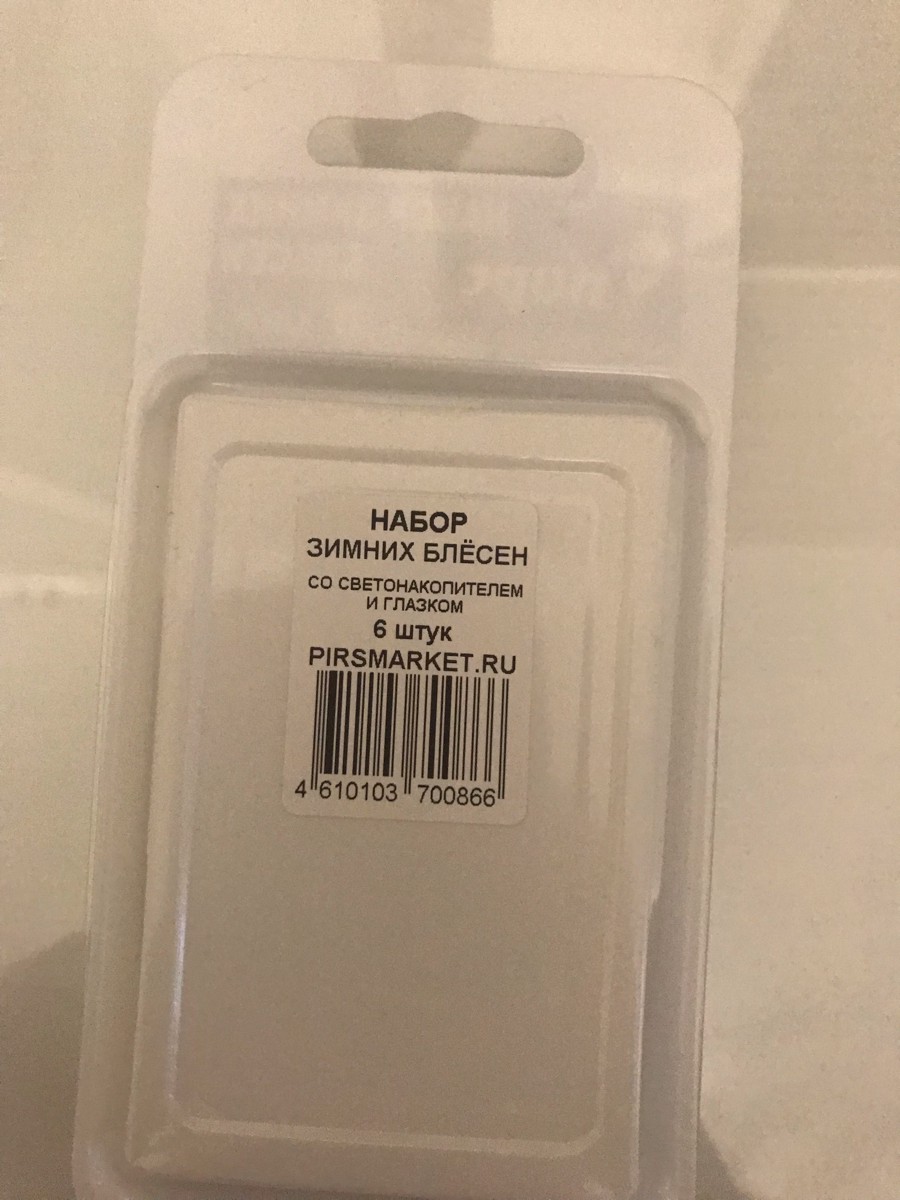 НАБОР
ЗИМНИХ БЛЁСЕН
СО СВЕТОНАКОПИТЕЛЕМ
И ГЛАЗКОМ
6 штук
PIRSMARKET.RU
4 610103 700866